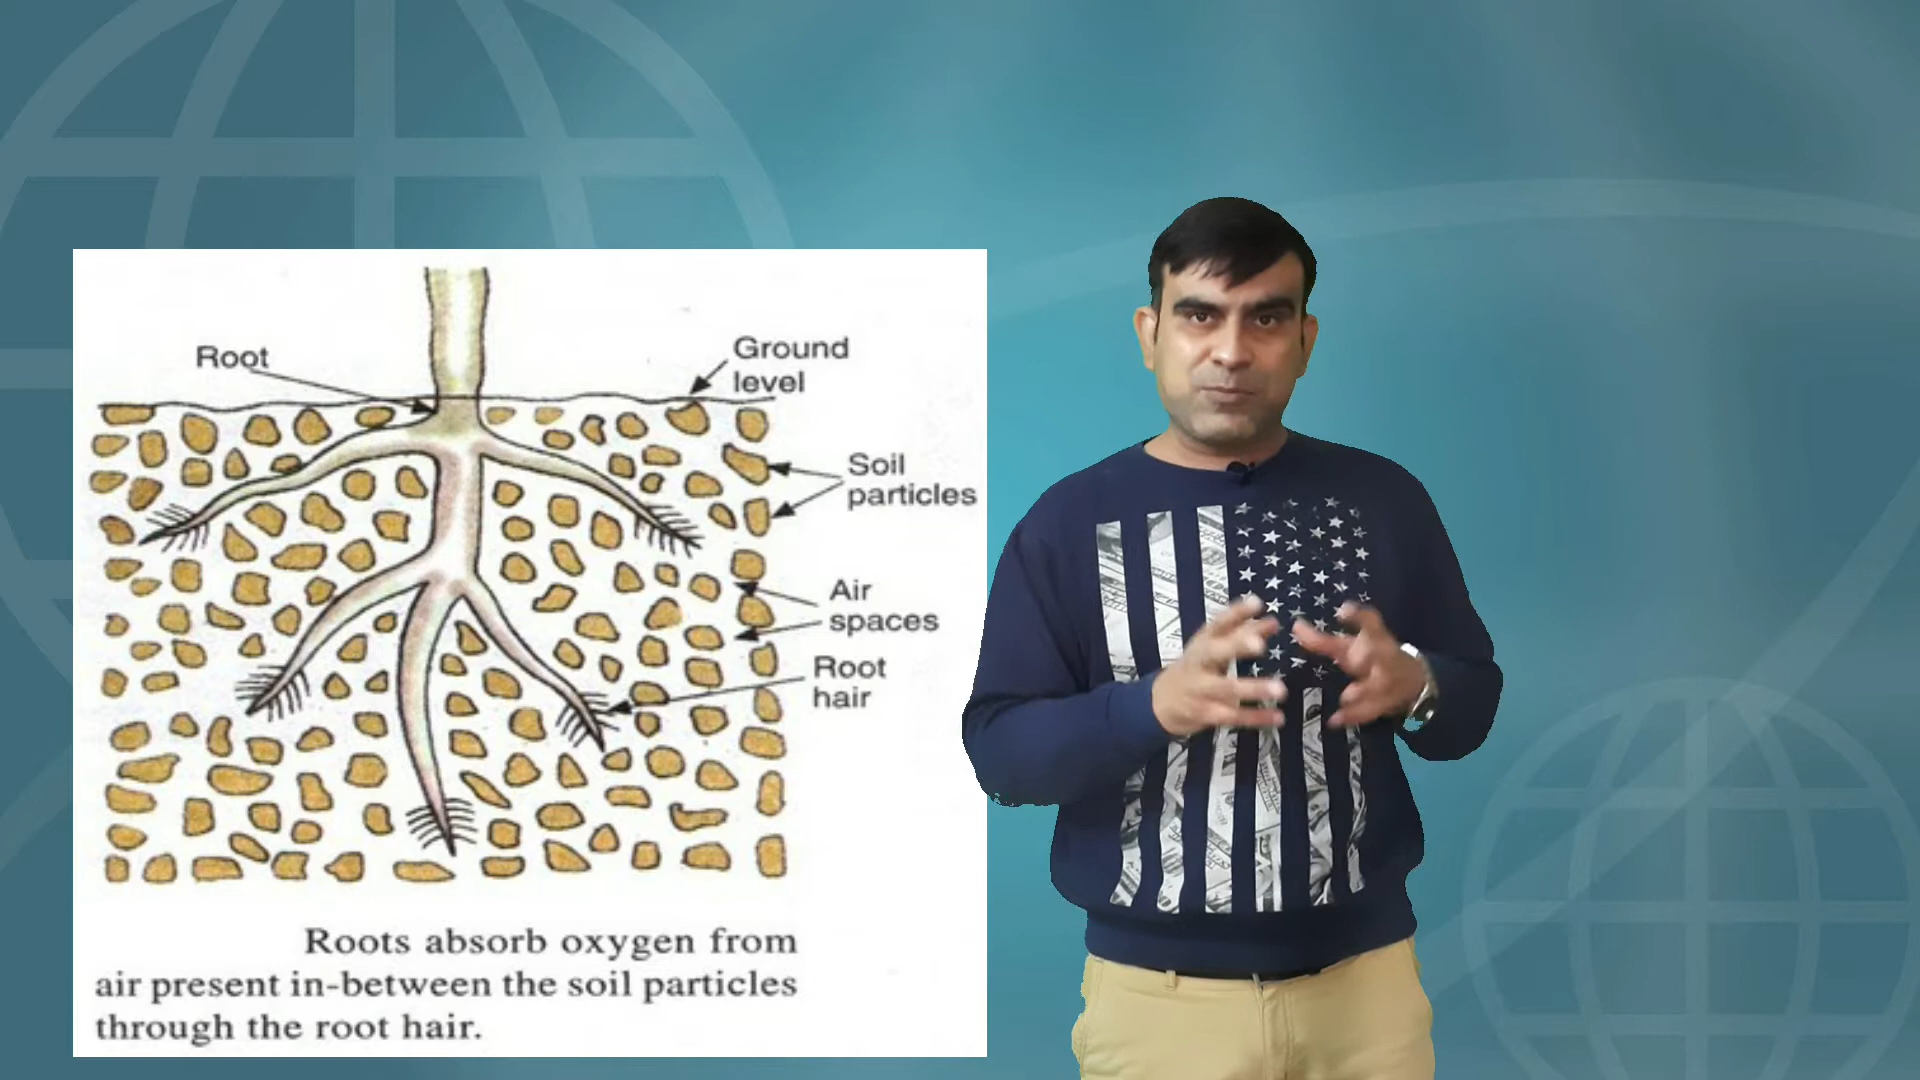 Root
Ground
level
Soil
particles
Air
spaces
Root
hair
Roots absorb oxygen from
air present in-between the soil particles
through the root hair.